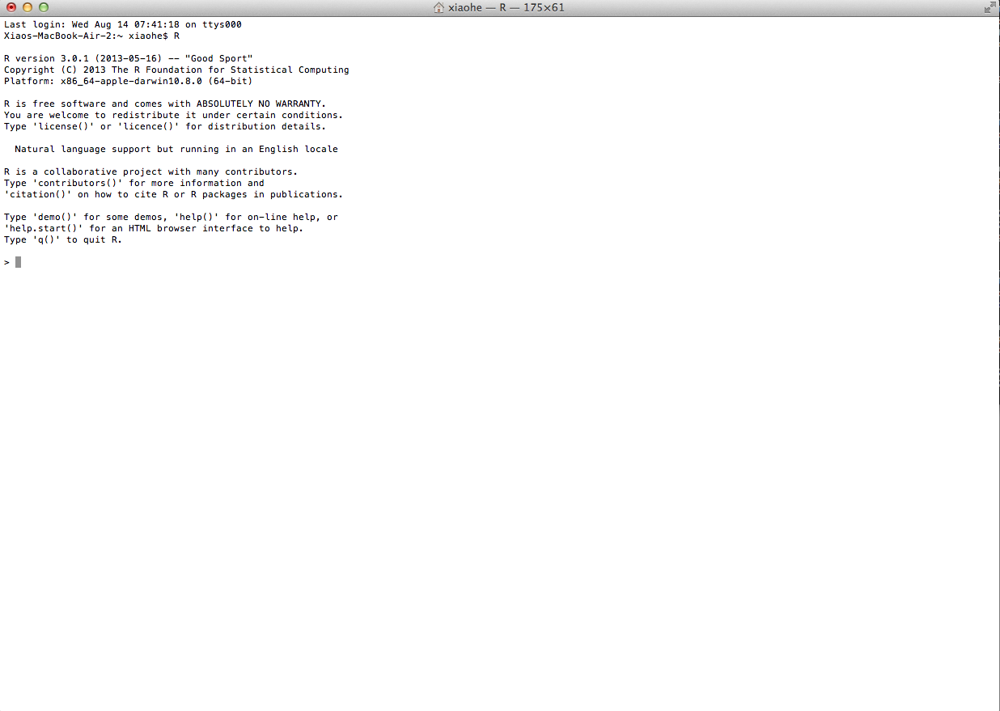 xiaohe — R — 175×61
Last login: Wed Aug 14 07:41:18 on ttys000
Xiaos-MacBook-Air-2:~ xiaohe$ R
R version 3.0.1 (2013-05-16) -- "Good Sport"
Copyright (C) 2013 The R Foundation for Statistical Computing
Platform: x86_64-apple-darwin10.8.0 (64-bit)
R is free software and comes with ABSOLUTELY NO WARRANTY.
You are welcome to redistribute it under certain conditions.
Type 'license()' or 'licence()' for distribution details.
Natural language support but running in an English locale
R is a collaborative project with many contributors.
Type 'contributors()' for more information and
'citation()' on how to cite R or R packages in publications.
Type 'demo()' for some demos, 'help()' for on-line help, or
'help.start()' for an HTML browser interface to help.
Type 'q()' to quit R.
>